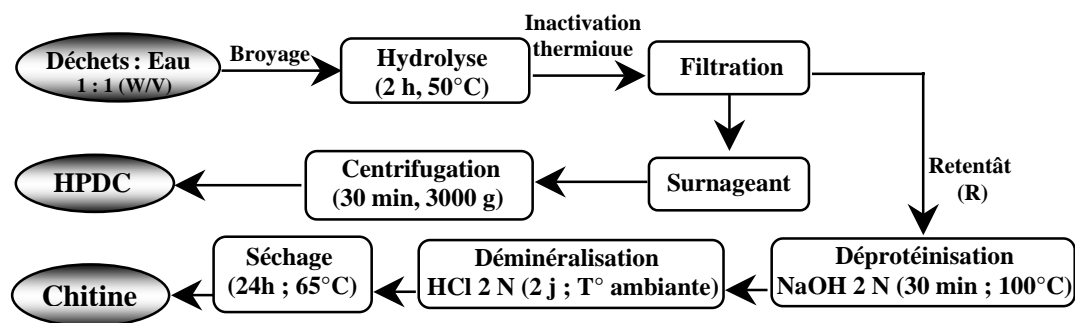 Déchets : Eau
1 : 1 (W/V)
Broyage
Hydrolyse
(2 h, 50°C)
Inactivation
thermique
Filtration
Retentât
(R)
Surnageant
Centrifugation
(30 min, 3000 g)
HPDC
Déprotéinisation
NaOH 2 N (30 min ; 100°C)
Déminéralisation
HCl 2 N (2 j ; T° ambiante)
Séchage
(24h ; 65°C)
Chitine